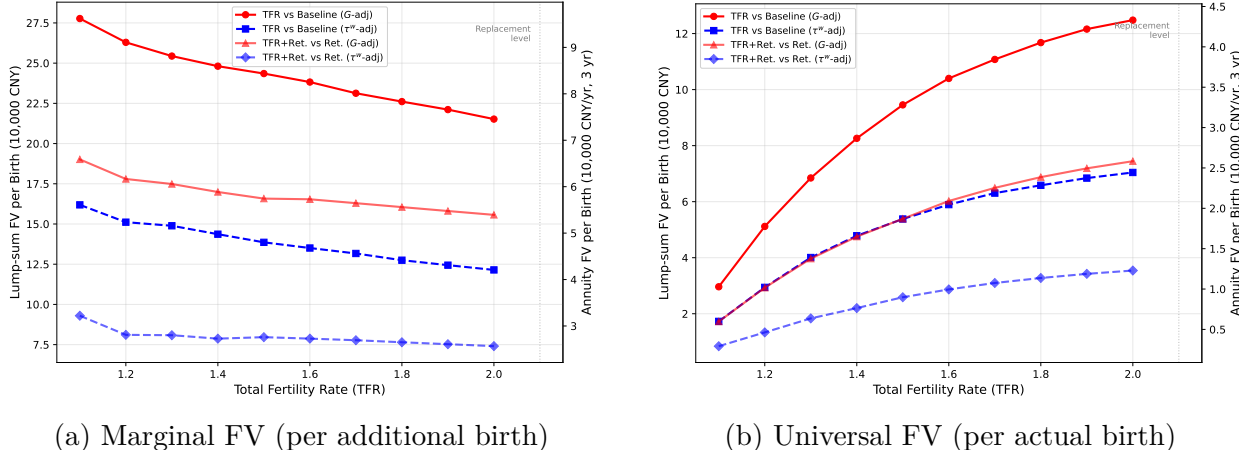 TFR vs Baseline (G-adj)
TFR vs Baseline (τʷ-adj)
TFR+Ret. vs Ret. (G-adj)
TFR+Ret. vs Ret. (τʷ-adj)
Replacement
level
Lump-sum FV per Birth (10,000 CNY)
27.5
25.0
22.5
20.0
17.5
15.0
12.5
10.0
7.5
9
8
7
6
5
4
3
Annuity FV per Birth (10,000 CNY/yr, 3 yr)
1.2 1.4 1.6 1.8 2.0
Total Fertility Rate (TFR)
(a) Marginal FV (per additional birth)
TFR vs Baseline (G-adj)
TFR vs Baseline (τʷ-adj)
TFR+Ret. vs Ret. (G-adj)
TFR+Ret. vs Ret. (τʷ-adj)
Replacement
level
Lump-sum FV per Birth (10,000 CNY)
12
10
8
6
4
2
4.5
4.0
3.5
3.0
2.5
2.0
1.5
1.0
0.5
Annuity FV per Birth (10,000 CNY/yr, 3 yr)
1.2 1.4 1.6 1.8 2.0
Total Fertility Rate (TFR)
(b) Universal FV (per actual birth)